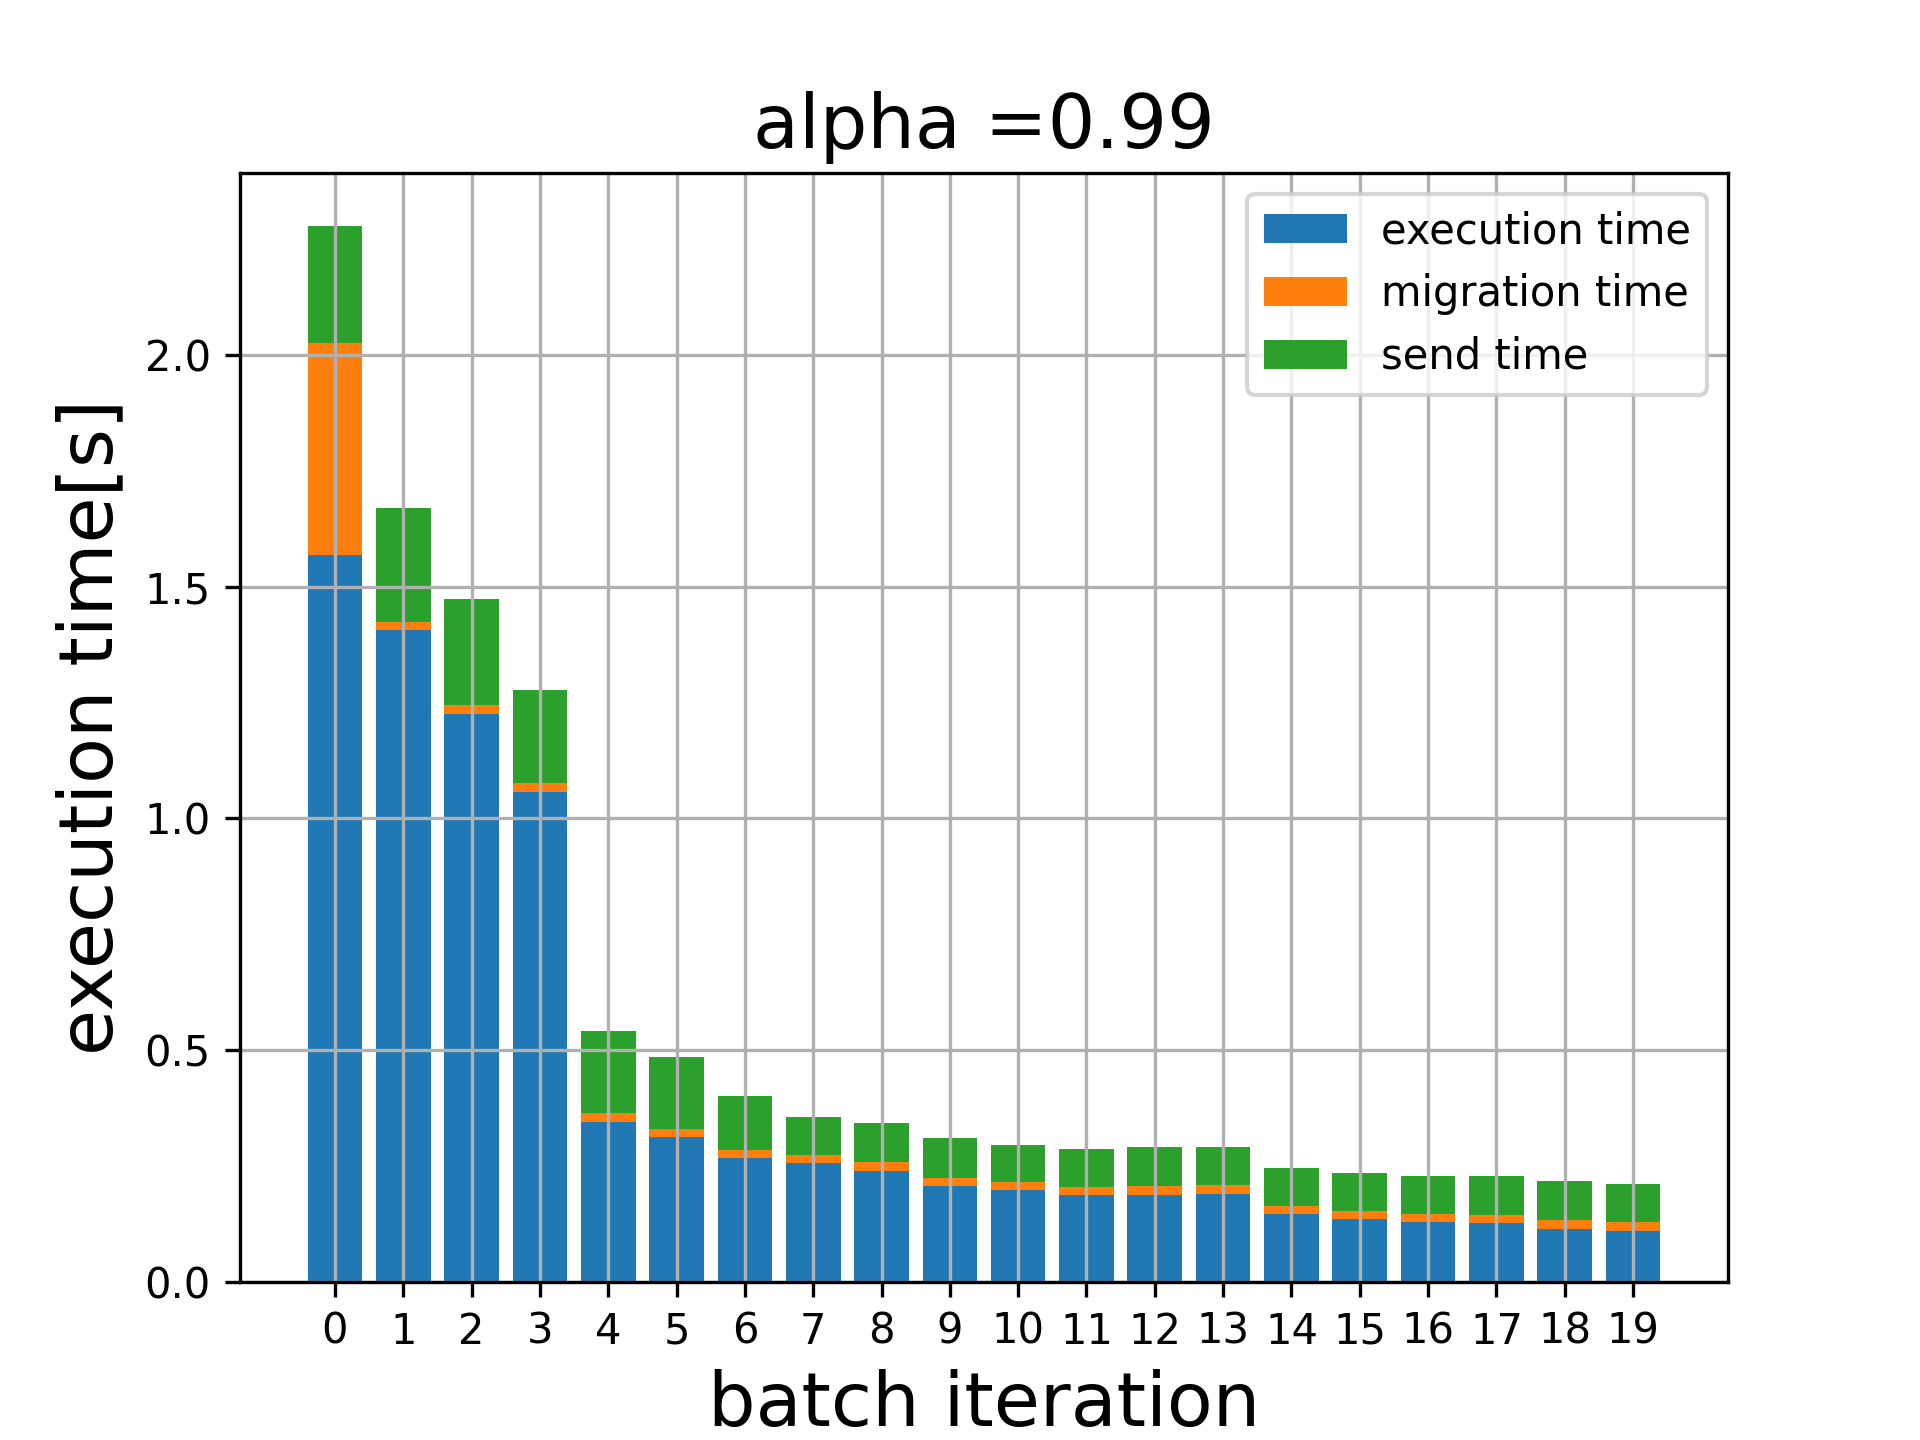 alpha =0.99
execution time
migration time
send time
execution time[s]
2.0
1.5
1.0
0.5
0.0
0 1 2 3 4 5 6 7 8 9 10 11 12 13 14 15 16 17 18 19
batch iteration